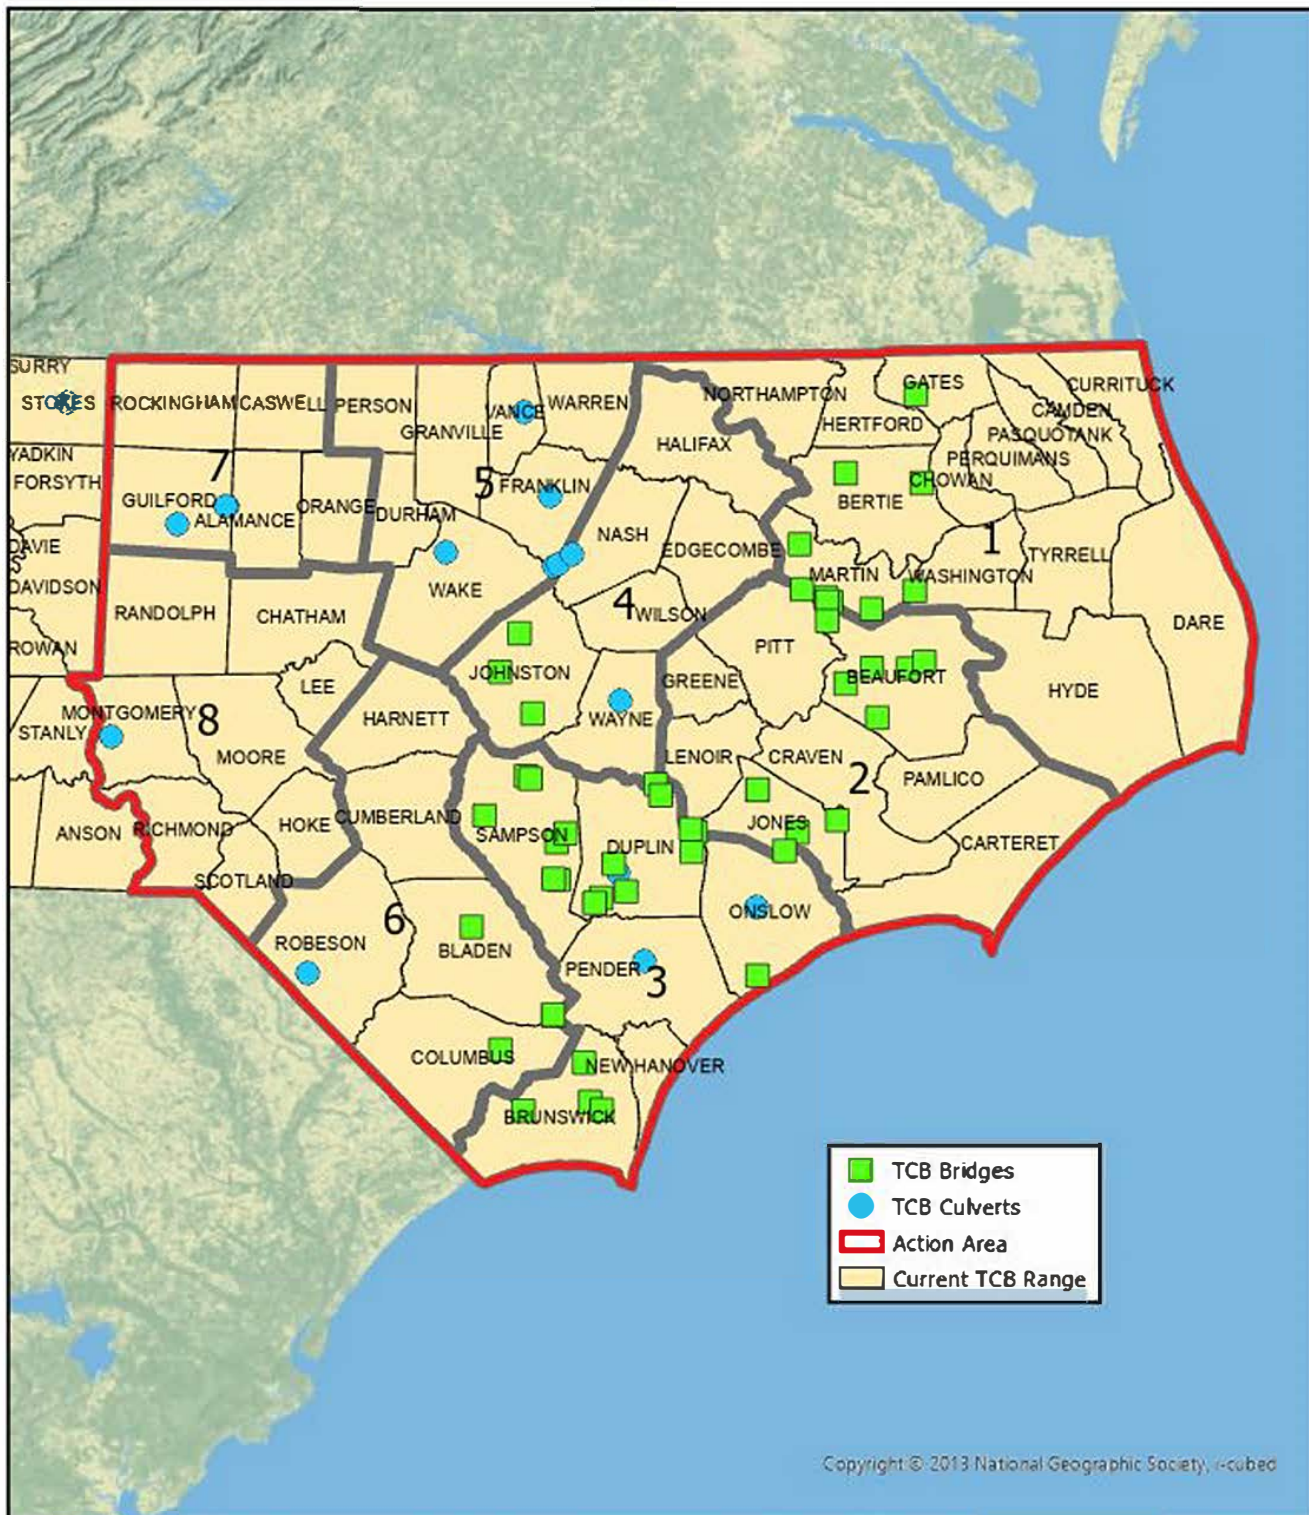 SURRY
STOKES
ROCKINGHAM
CASWELL
PERSON
GRANVILLE
VANCE
WARREN
NORTHAMPTON
GATES
CURRITUCK
CAMDEN
PASQUOTANK
PERQUIMANS
HERTFORD
HALIFAX
YADKIN
FORSYTH
7
GUILFORD
ALAMANCE
ORANGE
DURHAM
5
FRANKLIN
NASH
EDGECOMBE
BERTIE
CHOWAN
1
TYRRELL
WASHINGTON
MARTIN
DAVIE
S
DAVIDSON
ROWAN
RANDOLPH
CHATHAM
WAKE
4
WILSON
PITT
DARE
HYDE
BEAUFORT
GREENE
JOHNSTON
WAYNE
LEE
HARNETT
MONTGOMERY
STANLY
8
MOORE
LENOIR
CRAVEN
2
PAMLICO
CARTERET
JONES
ANSON
RICHMOND
HOKE
CUMBERLAND
SAMPSON
DUPLIN
SCOTLAND
6
ROBESON
BLADEN
ONSLOW
PENDER
3
COLUMBUS
NEW HANOVER
BRUNSWICK
TCB Bridges
TCB Culverts
Action Area
Current TCB Range
Copyright:© 2013 National Geographic Society, i-cubed